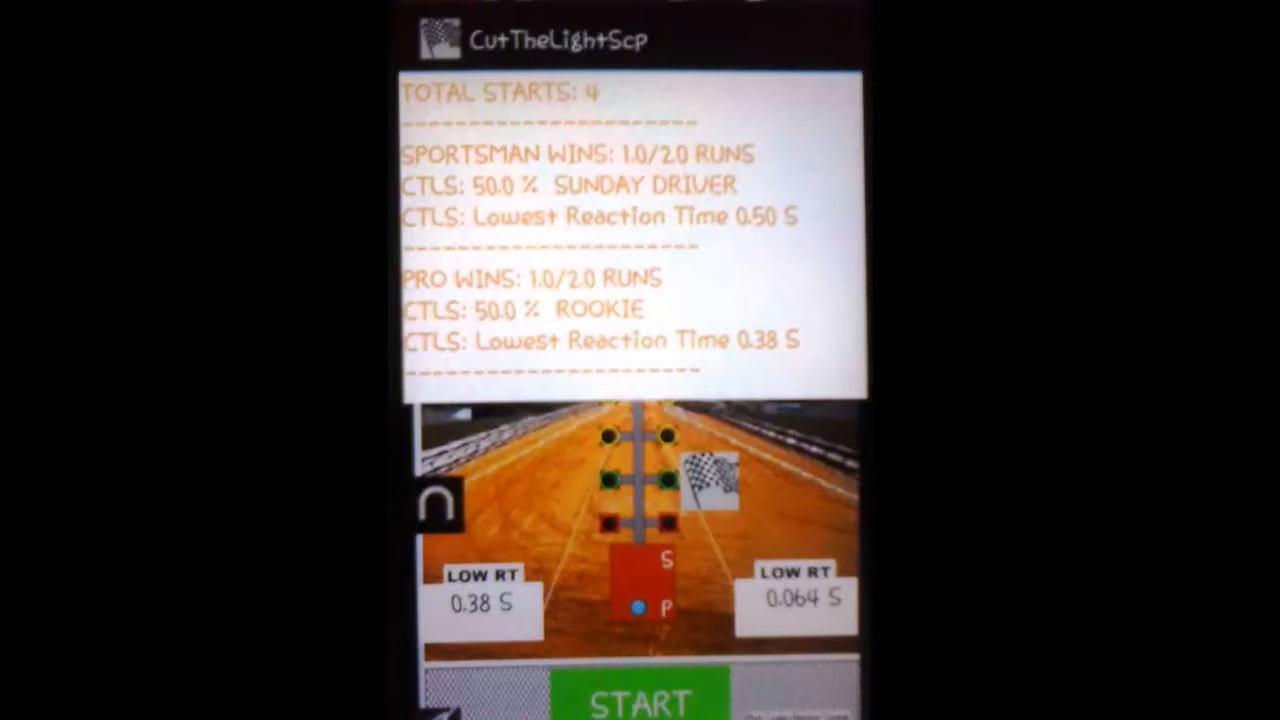 CutTheLightScp
TOTAL STARTS: 4
---------------------
SPORTSMAN WINS: 1.0/2.0 RUNS
CTLS: 50.0 % SUNDAY DRIVER
CTLS: Lowest Reaction Time 0.50 S
---------------------
PRO WINS: 1.0/2.0 RUNS
CTLS: 50.0 % ROOKIE
CTLS: Lowest Reaction Time 0.38 S
---------------------
S
P
LOW RT
0.38 S
LOW RT
0.064 S
START